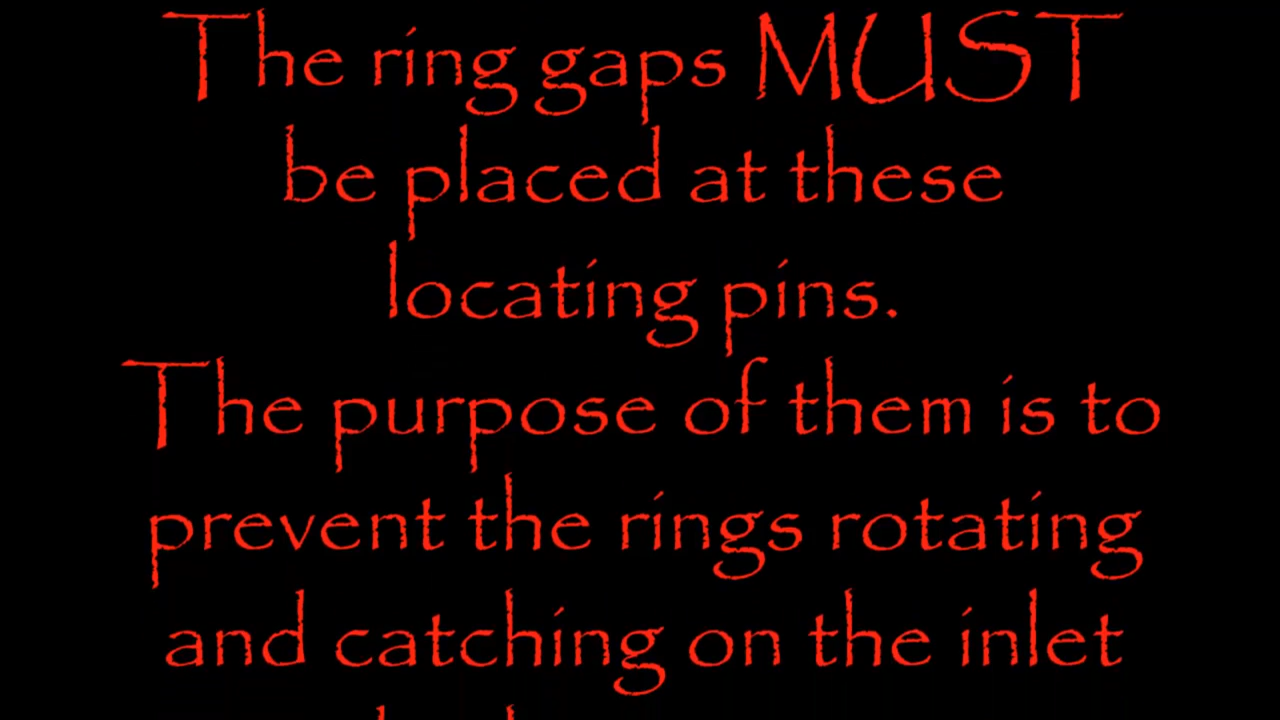 The ring gaps MUST
be placed at these
locating pins.
The purpose of them is to
prevent the rings rotating
and catching on the inlet